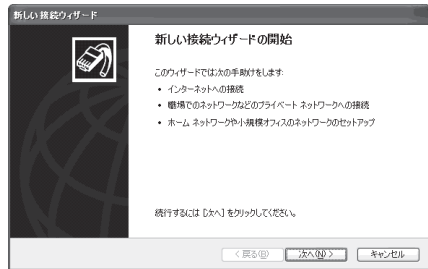 新しい接続ウィザード
新しい接続ウィザードの開始
このウィザードでは次の手助けをします:
• インターネットへの接続
• 職場でのネットワークなどのプライベート ネットワークへの接続
• ホーム ネットワークや小規模オフィスのネットワークのセットアップ
続行するには [次へ] をクリックしてください。
< 戻る(B) 次へ(N) > キャンセル